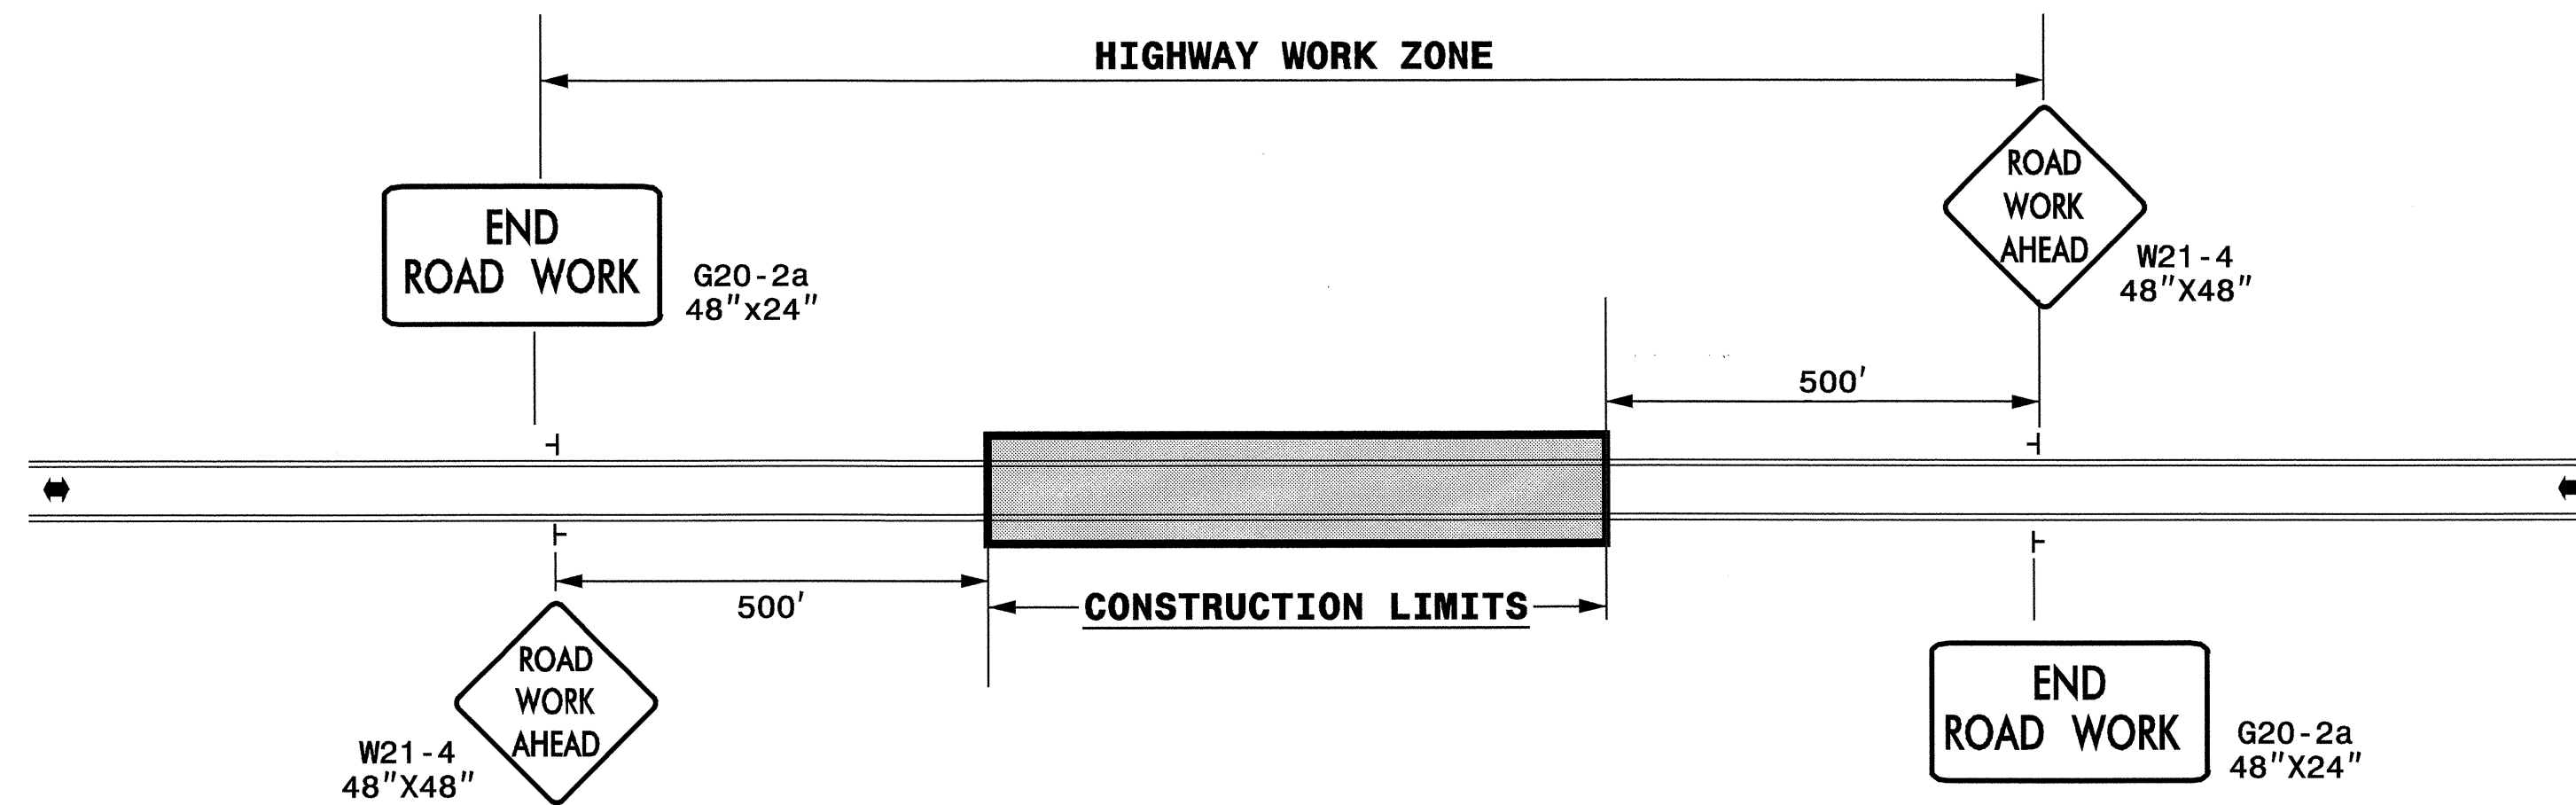 HIGHWAY WORK ZONE
END
ROAD WORK
G20-2a
48"x24"
ROAD
WORK
AHEAD
W21-4
48"X48"
500'
500'
CONSTRUCTION LIMITS
ROAD
WORK
AHEAD
W21-4
48"X48"
END
ROAD WORK
G20-2a
48"X24"